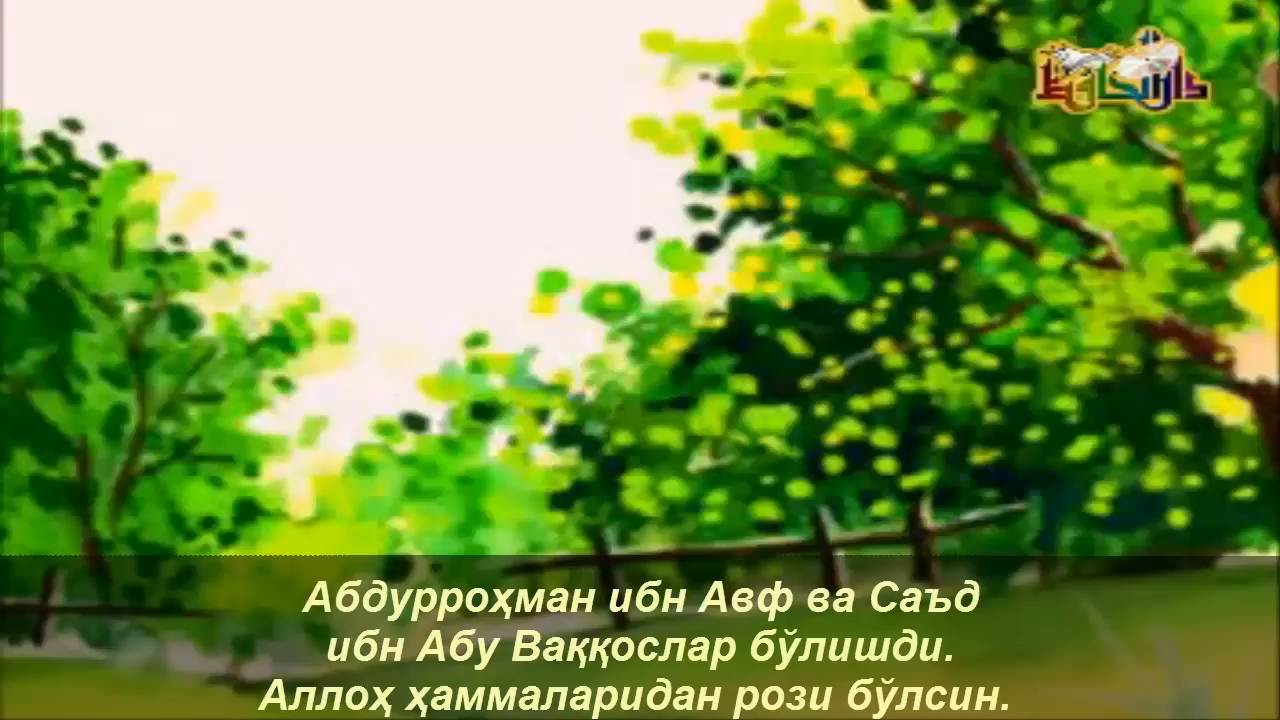 Абдурроҳман ибн Авф ва Саъд
ибн Абу Ваққослар бўлишди.
Аллоҳ ҳаммаларидан рози бўлсин.